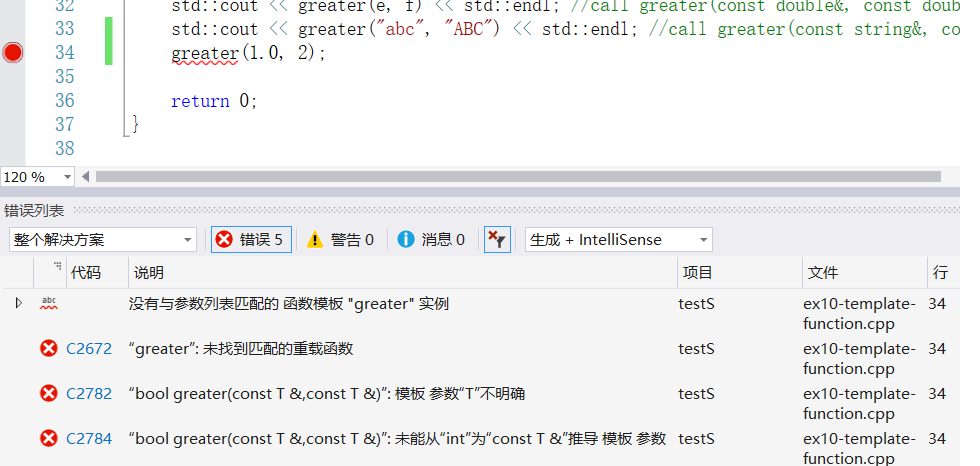 32 std::cout << greater(e, f) << std::endl; //call greater(const double&, const doub
33 std::cout << greater("abc", "ABC") << std::endl; //call greater(const string&, co
34 greater(1.0, 2);
35
36 return 0;
37 }
38
120 %
错误列表
整个解决方案 错误 5 警告 0 消息 0 生成 + IntelliSense
代码 说明 项目 文件 行
abc 没有与参数列表匹配的 函数模板 "greater" 实例 testS ex10-template- 34
function.cpp
C2672 “greater”: 未找到匹配的重载函数 testS ex10-template- 34
function.cpp
C2782 “bool greater(const T &,const T &)”: 模板 参数“T”不明确 testS ex10-template- 34
function.cpp
C2784 “bool greater(const T &,const T &)”: 未能从“int”为“const T &”推导 模板 参数 testS ex10-template- 34
function.cpp